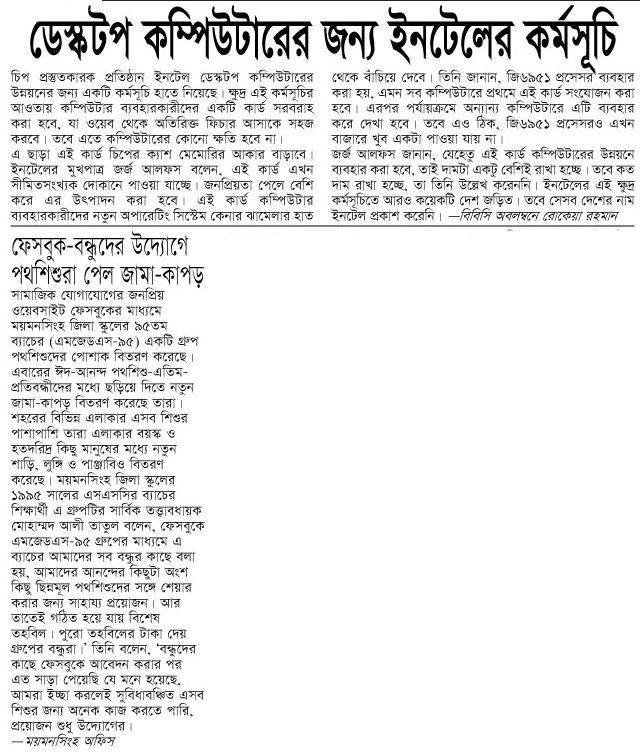 ডেস্কটপ কম্পিউটারের জন্য ইনটেলের কর্মসূচি
চিপ প্রস্তুতকারক প্রতিষ্ঠান ইনটেল ডেস্কটপ কম্পিউটারের
উন্নয়নের জন্য একটি কর্মসূচি হাতে নিয়েছে। ক্ষুদ্র এই কর্মসূচির
আওতায় কম্পিউটার ব্যবহারকারীদের একটি কার্ড সরবরাহ
করা হবে, যা ওয়েব থেকে অতিরিক্ত ফিচার আসাকে সহজ
করবে। তবে এতে কম্পিউটারের কোনো ক্ষতি হবে না।
এ ছাড়া এই কার্ড চিপের ক্যাশ মেমোরির আকার বাড়াবে।
ইনটেলের মুখপাত্র জর্জ আলফস বলেন, এই কার্ড এখন
সীমিতসংখ্যক দোকানে পাওয়া যাচ্ছে। জনপ্রিয়তা পেলে বেশি
করে এর উৎপাদন করা হবে। এই কার্ড কম্পিউটার
ব্যবহারকারীদের নতুন অপারেটিং সিস্টেম কেনার ঝামেলার হাত
থেকে বাঁচিয়ে দেবে। তিনি জানান, জি৬৯৫১ প্রসেসর ব্যবহার
করা হয়, এমন সব কম্পিউটারে প্রথমে এই কার্ড সংযোজন করা
হবে। এরপর পর্যায়ক্রমে অন্যান্য কম্পিউটারে এটি ব্যবহার
করে দেখা হবে। তবে এও ঠিক, জি৬৯৫১ প্রসেসরও এখন
বাজারে খুব একটা পাওয়া যায় না।
জর্জ আলফস জানান, যেহেতু এই কার্ড কম্পিউটারের উন্নয়নে
ব্যবহার করা হবে, তাই দামটা একটু বেশিই রাখা হচ্ছে। তবে কত
দাম রাখা হচ্ছে, তা তিনি উল্লেখ করেননি। ইনটেলের এই ক্ষুদ্র
কর্মসূচিতে আরও কয়েকটি দেশ জড়িত। তবে সেসব দেশের নাম
ইনটেল প্রকাশ করেনি। —বিবিসি অবলম্বনে রোকেয়া রহমান
ফেসবুক-বন্ধুদের উদ্যোগে
পথশিশুরা পেল জামা-কাপড়
সামাজিক যোগাযোগের জনপ্রিয়
ওয়েবসাইট ফেসবুকের মাধ্যমে
ময়মনসিংহ জিলা স্কুলের ৯৫তম
ব্যাচের (এমজেডএস-৯৫) একটি গ্রুপ
পথশিশুদের পোশাক বিতরণ করেছে।
এবারের ঈদ-আনন্দ পথশিশু-এতিম-
প্রতিবন্ধীদের মধ্যে ছড়িয়ে দিতে নতুন
জামা-কাপড় বিতরণ করেছে তারা।
শহরের বিভিন্ন এলাকার এসব শিশুর
পাশাপাশি তারা এলাকার বয়স্ক ও
হতদরিদ্র কিছু মানুষের মধ্যে নতুন
শাড়ি, লুঙ্গি ও পাঞ্জাবিও বিতরণ
করেছে। ময়মনসিংহ জিলা স্কুলের
১৯৯৫ সালের এসএসসির ব্যাচের
শিক্ষার্থী এ গ্রুপটির সার্বিক তত্ত্বাবধায়ক
মোহাম্মদ আলী তাতুল বলেন, ফেসবুকে
এমজেডএস-৯৫ গ্রুপের মাধ্যমে এ
ব্যাচের আমাদের সব বন্ধুর কাছে বলা
হয়, আমাদের আনন্দের কিছুটা অংশ
কিছু ছিন্নমূল পথশিশুদের সঙ্গে শেয়ার
করার জন্য সাহায্য প্রয়োজন। আর
তাতেই গঠিত হয়ে যায় বিশেষ
তহবিল। পুরো তহবিলের টাকা দেয়
গ্রুপের বন্ধুরা।’ তিনি বলেন, ‘বন্ধুদের
কাছে ফেসবুকে আবেদন করার পর
এত সাড়া পেয়েছি যে মনে হয়েছে,
আমরা ইচ্ছা করলেই সুবিধাবঞ্চিত এসব
শিশুর জন্য অনেক কাজ করতে পারি,
প্রয়োজন শুধু উদ্যোগের।
—ময়মনসিংহ অফিস